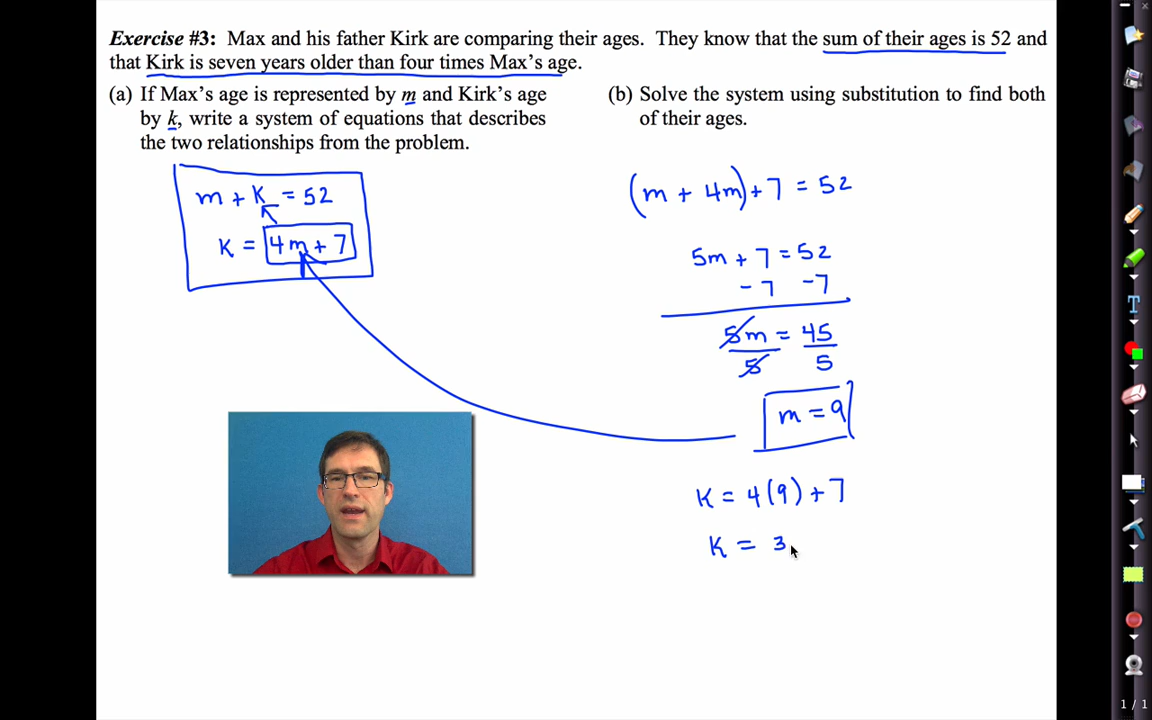 Exercise #3: Max and his father Kirk are comparing their ages. They know that the sum of their ages is 52 and
that Kirk is seven years older than four times Max's age.
(a) If Max's age is represented by m and Kirk's age
by k, write a system of equations that describes
the two relationships from the problem.
m + K = 52
K = 4m + 7
(b) Solve the system using substitution to find both
of their ages.
(m + 4m) + 7 = 52
5m + 7 = 52
- 7 - 7
5m = 45
5 5
m = 9
K = 4(9) + 7
K = 3
T
1 / 1